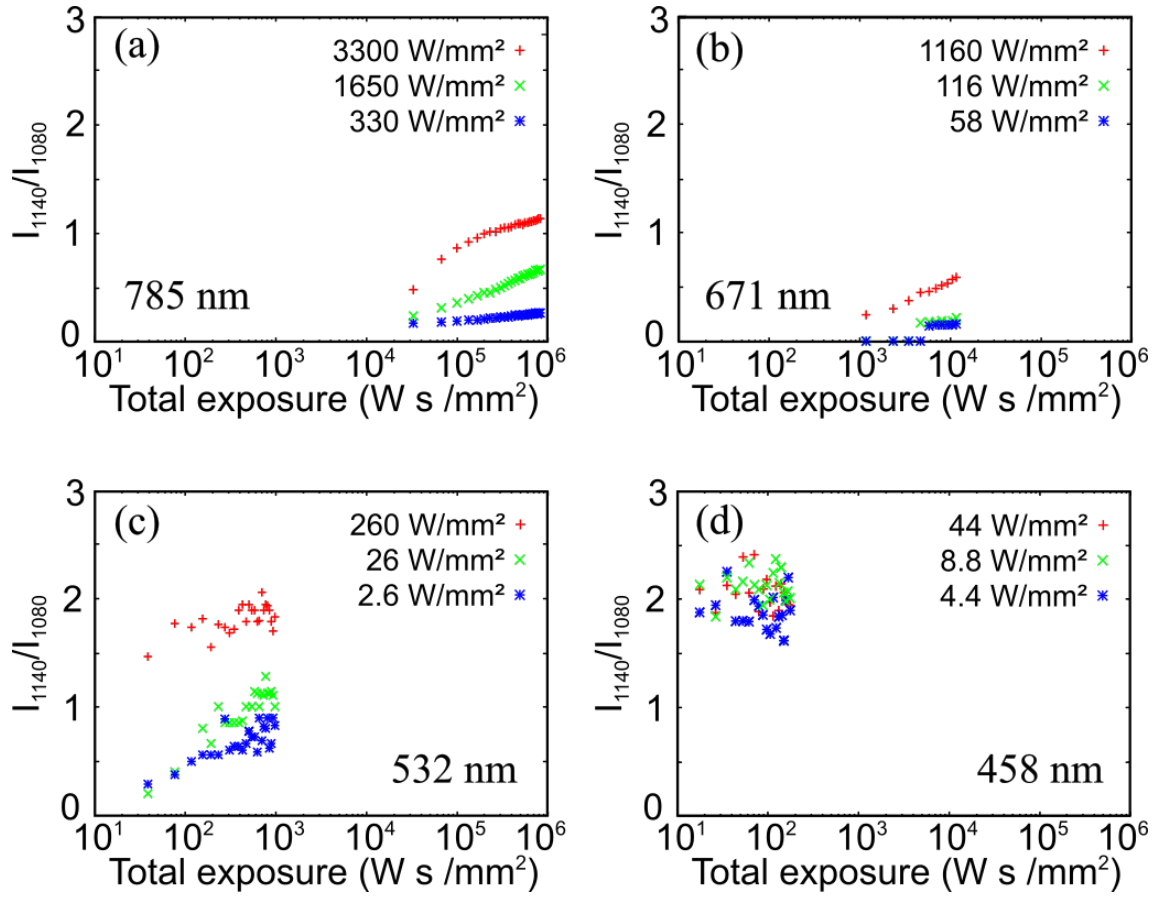 (a)
3300 W/mm² +
1650 W/mm² ×
330 W/mm² *
785 nm
3
2
1
0
I₁₁₄₀/I₁₀₈₀
10¹ 10² 10³ 10⁴ 10⁵ 10⁶
Total exposure (W s /mm²)
(b)
1160 W/mm² +
116 W/mm² ×
58 W/mm² *
671 nm
3
2
1
0
I₁₁₄₀/I₁₀₈₀
10¹ 10² 10³ 10⁴ 10⁵ 10⁶
Total exposure (W s /mm²)
(c)
260 W/mm² +
26 W/mm² ×
2.6 W/mm² *
532 nm
3
2
1
0
I₁₁₄₀/I₁₀₈₀
10¹ 10² 10³ 10⁴ 10⁵ 10⁶
Total exposure (W s /mm²)
(d)
44 W/mm² +
8.8 W/mm² ×
4.4 W/mm² *
458 nm
3
2
1
0
I₁₁₄₀/I₁₀₈₀
10¹ 10² 10³ 10⁴ 10⁵ 10⁶
Total exposure (W s /mm²)